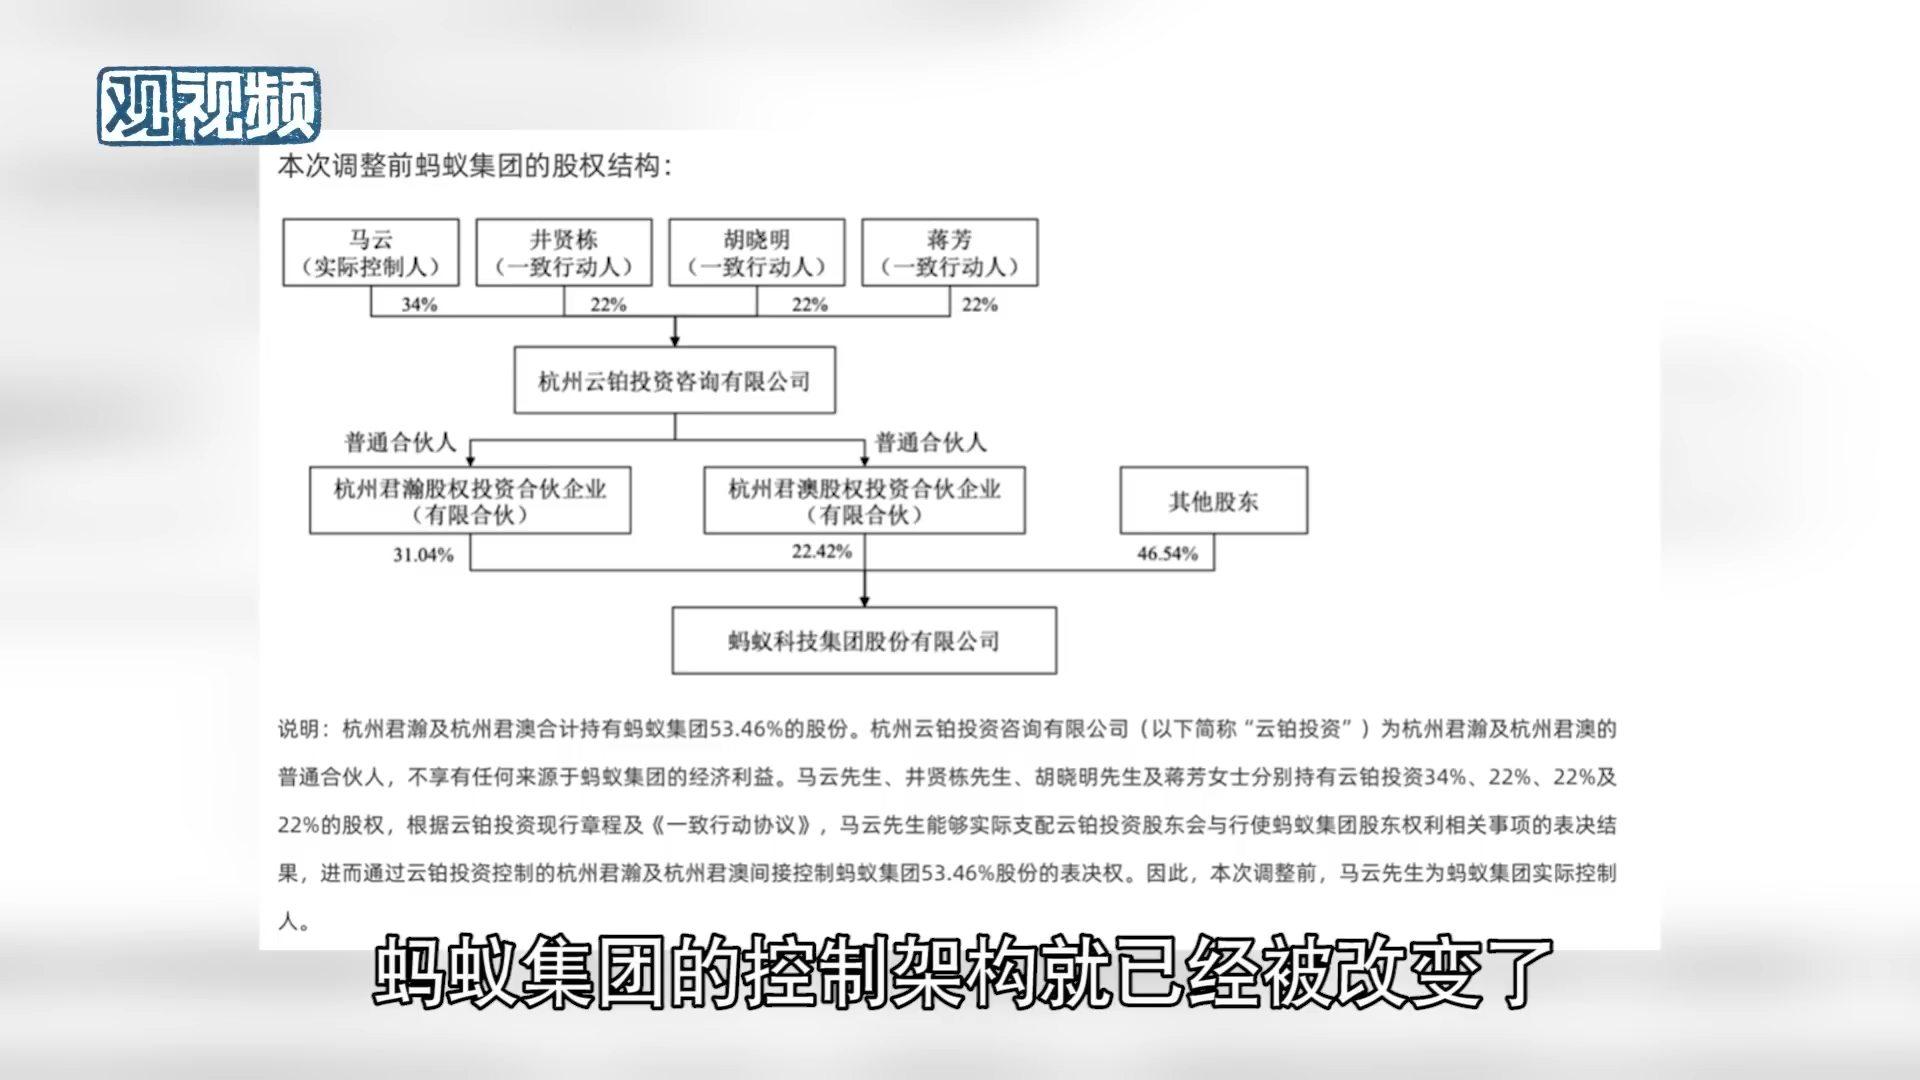 观视频
本次调整前蚂蚁集团的股权结构：
马云
（实际控制人）
井贤栋
（一致行动人）
胡晓明
（一致行动人）
蒋芳
（一致行动人）
34%
22%
22%
22%
杭州云铂投资咨询有限公司
普通合伙人
普通合伙人
杭州君瀚股权投资合伙企业
（有限合伙）
杭州君澳股权投资合伙企业
（有限合伙）
其他股东
31.04%
22.42%
46.54%
蚂蚁科技集团股份有限公司
说明：杭州君瀚及杭州君澳合计持有蚂蚁集团53.46%的股份。杭州云铂投资咨询有限公司（以下简称“云铂投资”）为杭州君瀚及杭州君澳的
普通合伙人，不享有任何来源于蚂蚁集团的经济利益。马云先生、井贤栋先生、胡晓明先生及蒋芳女士分别持有云铂投资34%、22%、22%及
22%的股权，根据云铂投资现行章程及《一致行动协议》，马云先生能够实际支配云铂投资股东会与行使蚂蚁集团股东权利相关事项的表决结
果，进而通过云铂投资控制的杭州君瀚及杭州君澳间接控制蚂蚁集团53.46%股份的表决权。因此，本次调整前，马云先生为蚂蚁集团实际控制
人。
蚂蚁集团的控制架构就已经被改变了